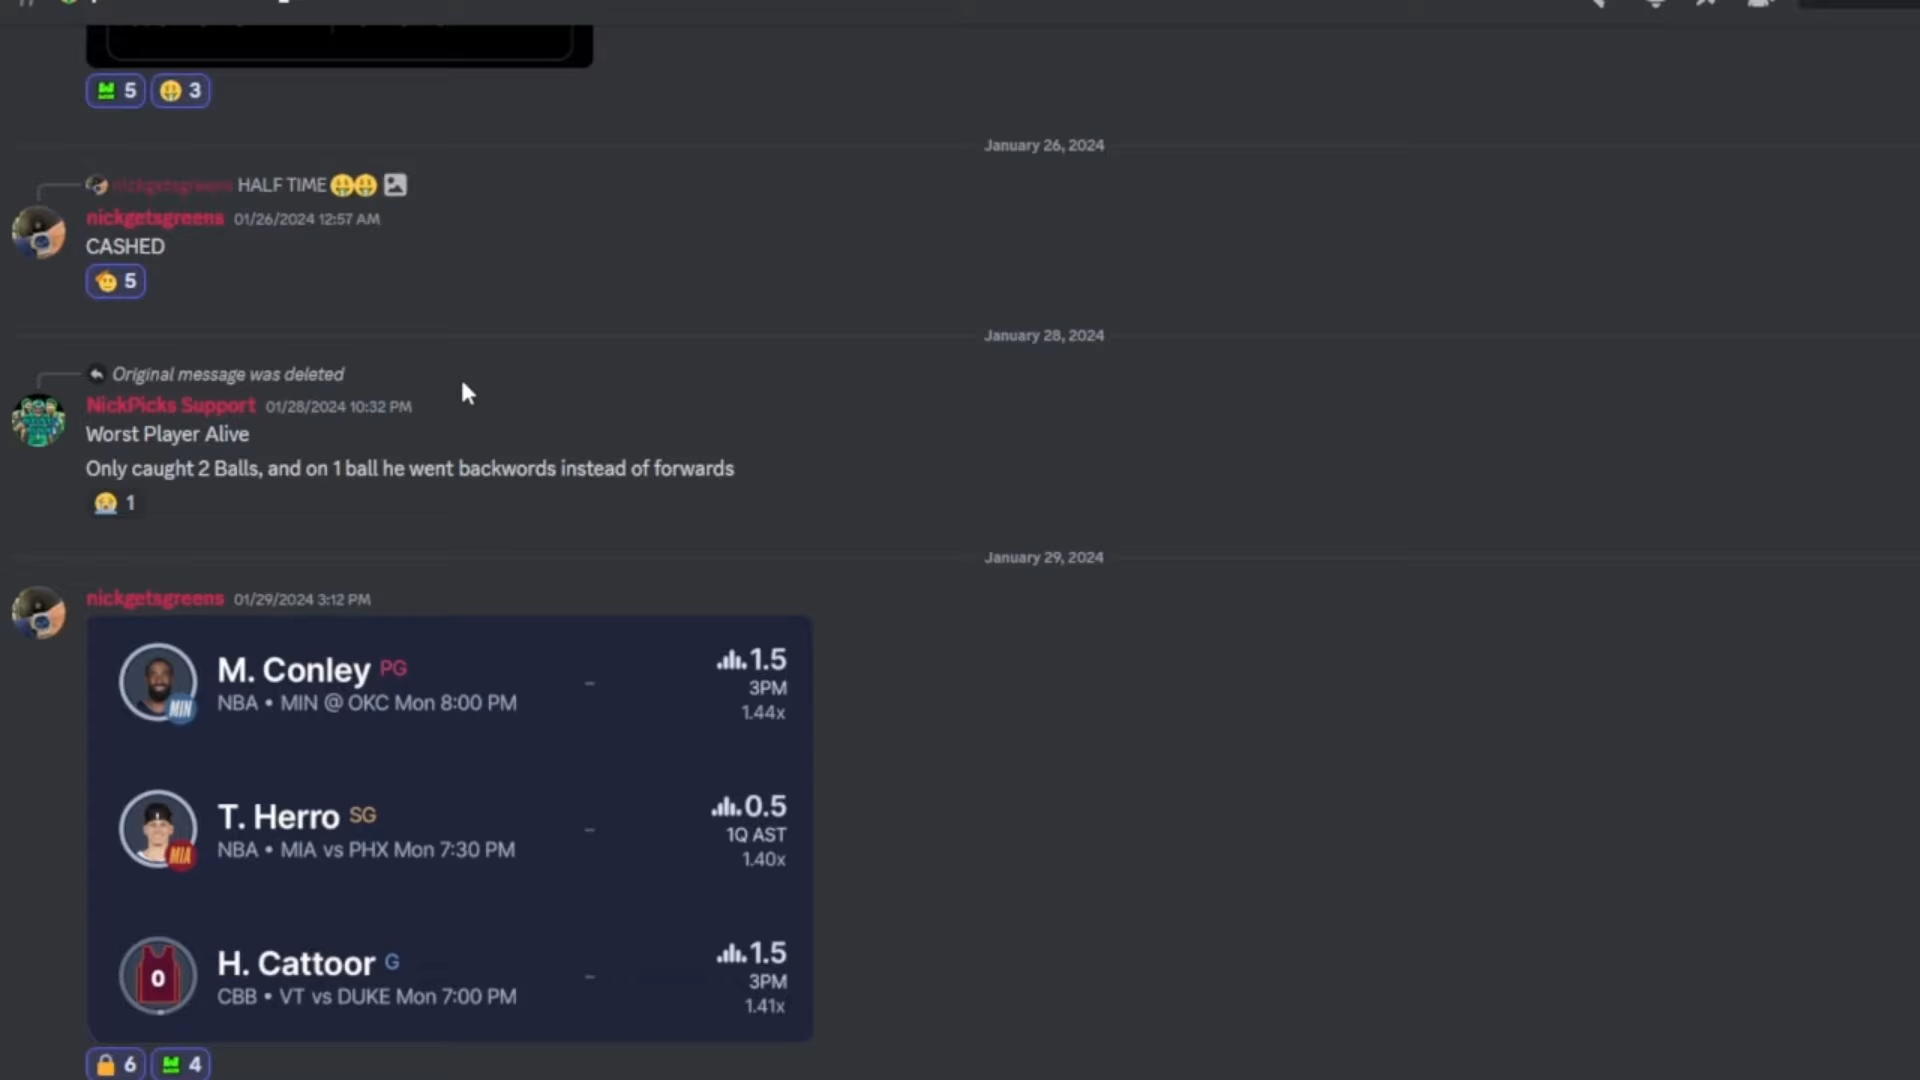 5 3
January 26, 2024
nickgetsgreens HALF TIME
nickgetsgreens 01/26/2024 12:57 AM
CASHED
5
January 28, 2024
Original message was deleted
NickPicks Support 01/28/2024 10:32 PM
Worst Player Alive
Only caught 2 Balls, and on 1 ball he went backwords instead of forwards
1
January 29, 2024
nickgetsgreens 01/29/2024 3:12 PM
M. Conley PG 1.5
MIN NBA • MIN @ OKC Mon 8:00 PM - 3PM
1.44x
T. Herro SG 0.5
MIA NBA • MIA vs PHX Mon 7:30 PM - 1Q AST
1.40x
H. Cattoor G 1.5
0 CBB • VT vs DUKE Mon 7:00 PM - 3PM
1.41x
6 4